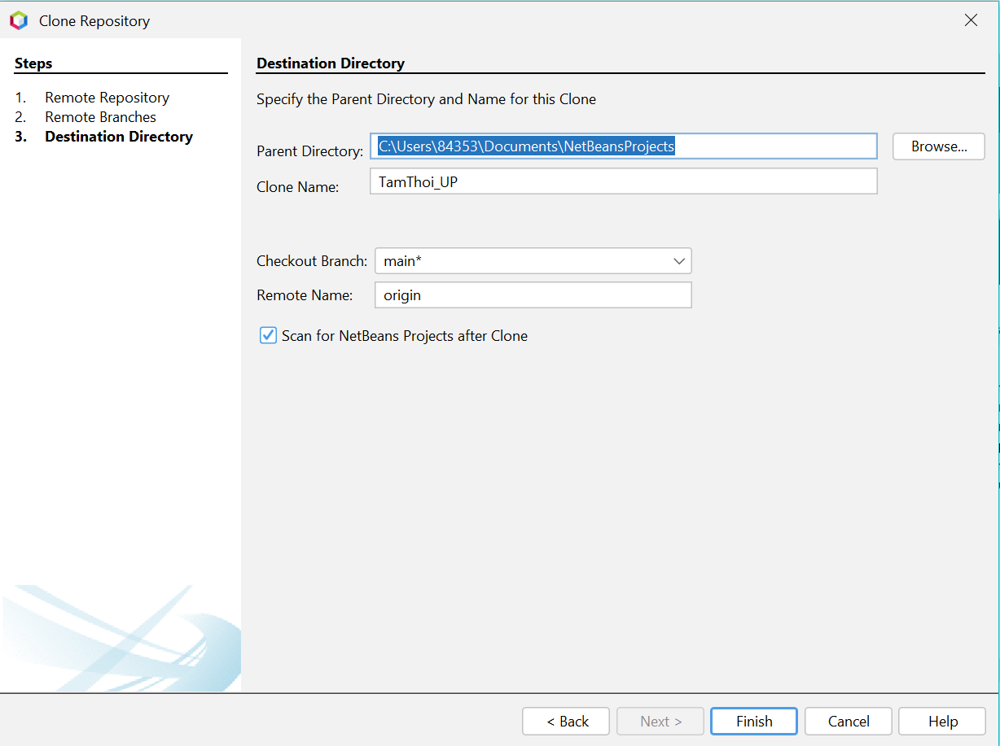 Clone Repository
Steps
1. Remote Repository
2. Remote Branches
3. Destination Directory
Destination Directory
Specify the Parent Directory and Name for this Clone
Parent Directory: C:\Users\84353\Documents\NetBeansProjects Browse...
Clone Name: TamThoi_UP
Checkout Branch: main*
Remote Name: origin
Scan for NetBeans Projects after Clone
< Back Next > Finish Cancel Help